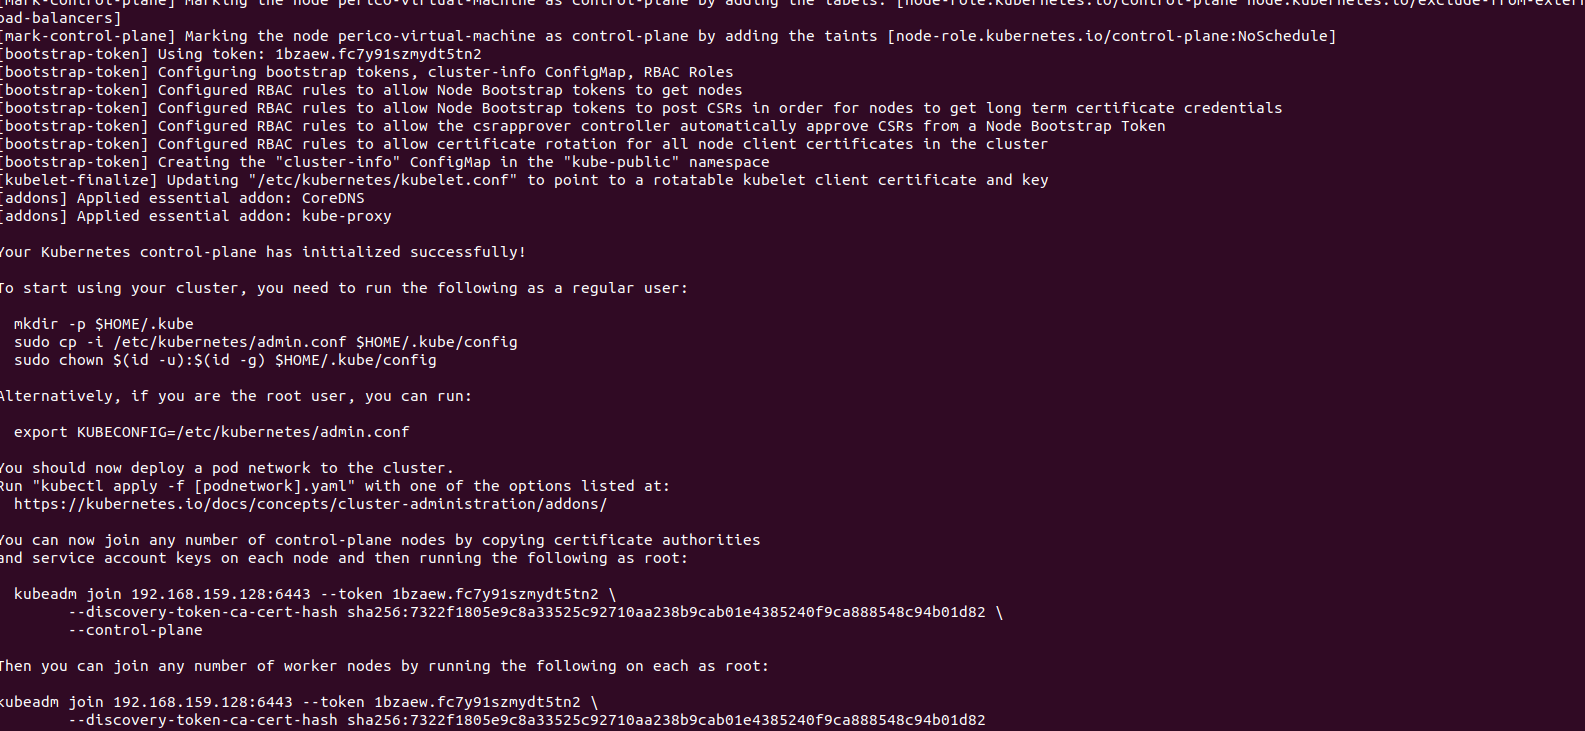 [mark-control-plane] Marking the node perico-virtual-machine as control-plane by adding the labels: [node-role.kubernetes.io/control-plane node.kubernetes.io/exclude-from-exter
oad-balancers]
[mark-control-plane] Marking the node perico-virtual-machine as control-plane by adding the taints [node-role.kubernetes.io/control-plane:NoSchedule]
[bootstrap-token] Using token: 1bzaew.fc7y91szmydt5tn2
[bootstrap-token] Configuring bootstrap tokens, cluster-info ConfigMap, RBAC Roles
[bootstrap-token] Configured RBAC rules to allow Node Bootstrap tokens to get nodes
[bootstrap-token] Configured RBAC rules to allow Node Bootstrap tokens to post CSRs in order for nodes to get long term certificate credentials
[bootstrap-token] Configured RBAC rules to allow the csrapprover controller automatically approve CSRs from a Node Bootstrap Token
[bootstrap-token] Configured RBAC rules to allow certificate rotation for all node client certificates in the cluster
[bootstrap-token] Creating the "cluster-info" ConfigMap in the "kube-public" namespace
[kubelet-finalize] Updating "/etc/kubernetes/kubelet.conf" to point to a rotatable kubelet client certificate and key
[addons] Applied essential addon: CoreDNS
[addons] Applied essential addon: kube-proxy
Your Kubernetes control-plane has initialized successfully!
To start using your cluster, you need to run the following as a regular user:
mkdir -p $HOME/.kube
sudo cp -i /etc/kubernetes/admin.conf $HOME/.kube/config
sudo chown $(id -u):$(id -g) $HOME/.kube/config
Alternatively, if you are the root user, you can run:
export KUBECONFIG=/etc/kubernetes/admin.conf
You should now deploy a pod network to the cluster.
Run "kubectl apply -f [podnetwork].yaml" with one of the options listed at:
https://kubernetes.io/docs/concepts/cluster-administration/addons/
You can now join any number of control-plane nodes by copying certificate authorities
and service account keys on each node and then running the following as root:
kubeadm join 192.168.159.128:6443 --token 1bzaew.fc7y91szmydt5tn2 \
--discovery-token-ca-cert-hash sha256:7322f1805e9c8a33525c92710aa238b9cab01e4385240f9ca888548c94b01d82 \
--control-plane
Then you can join any number of worker nodes by running the following on each as root:
kubeadm join 192.168.159.128:6443 --token 1bzaew.fc7y91szmydt5tn2 \
--discovery-token-ca-cert-hash sha256:7322f1805e9c8a33525c92710aa238b9cab01e4385240f9ca888548c94b01d82